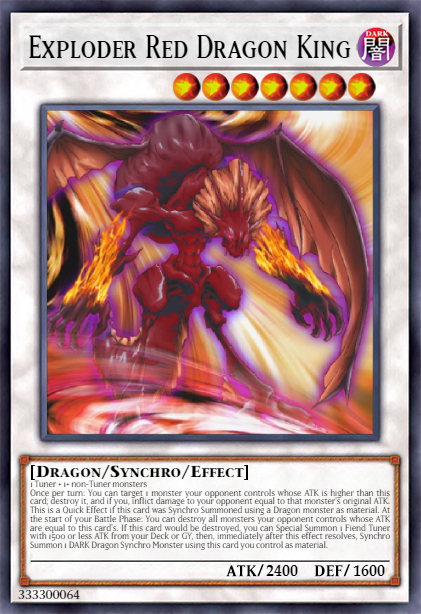 Exploder Red Dragon King
DARK
闇
[Dragon/Synchro/Effect]
1 Tuner + 1+ non-Tuner monsters
Once per turn: You can target 1 monster your opponent controls whose ATK is higher than this
card; destroy it, and if you, inflict damage to your opponent equal to that monster's original ATK.
This is a Quick Effect if this card was Synchro Summoned using a Dragon monster as material. At
the start of your Battle Phase: You can destroy all monsters your opponent controls whose ATK
are equal to this card's. If this card would be destroyed, you can Special Summon 1 Fiend Tuner
with 1500 or less ATK from your Deck or GY, then, immediately after this effect resolves, Synchro
Summon 1 DARK Dragon Synchro Monster using this card you control as material.
ATK/2400 DEF/1600
333300064